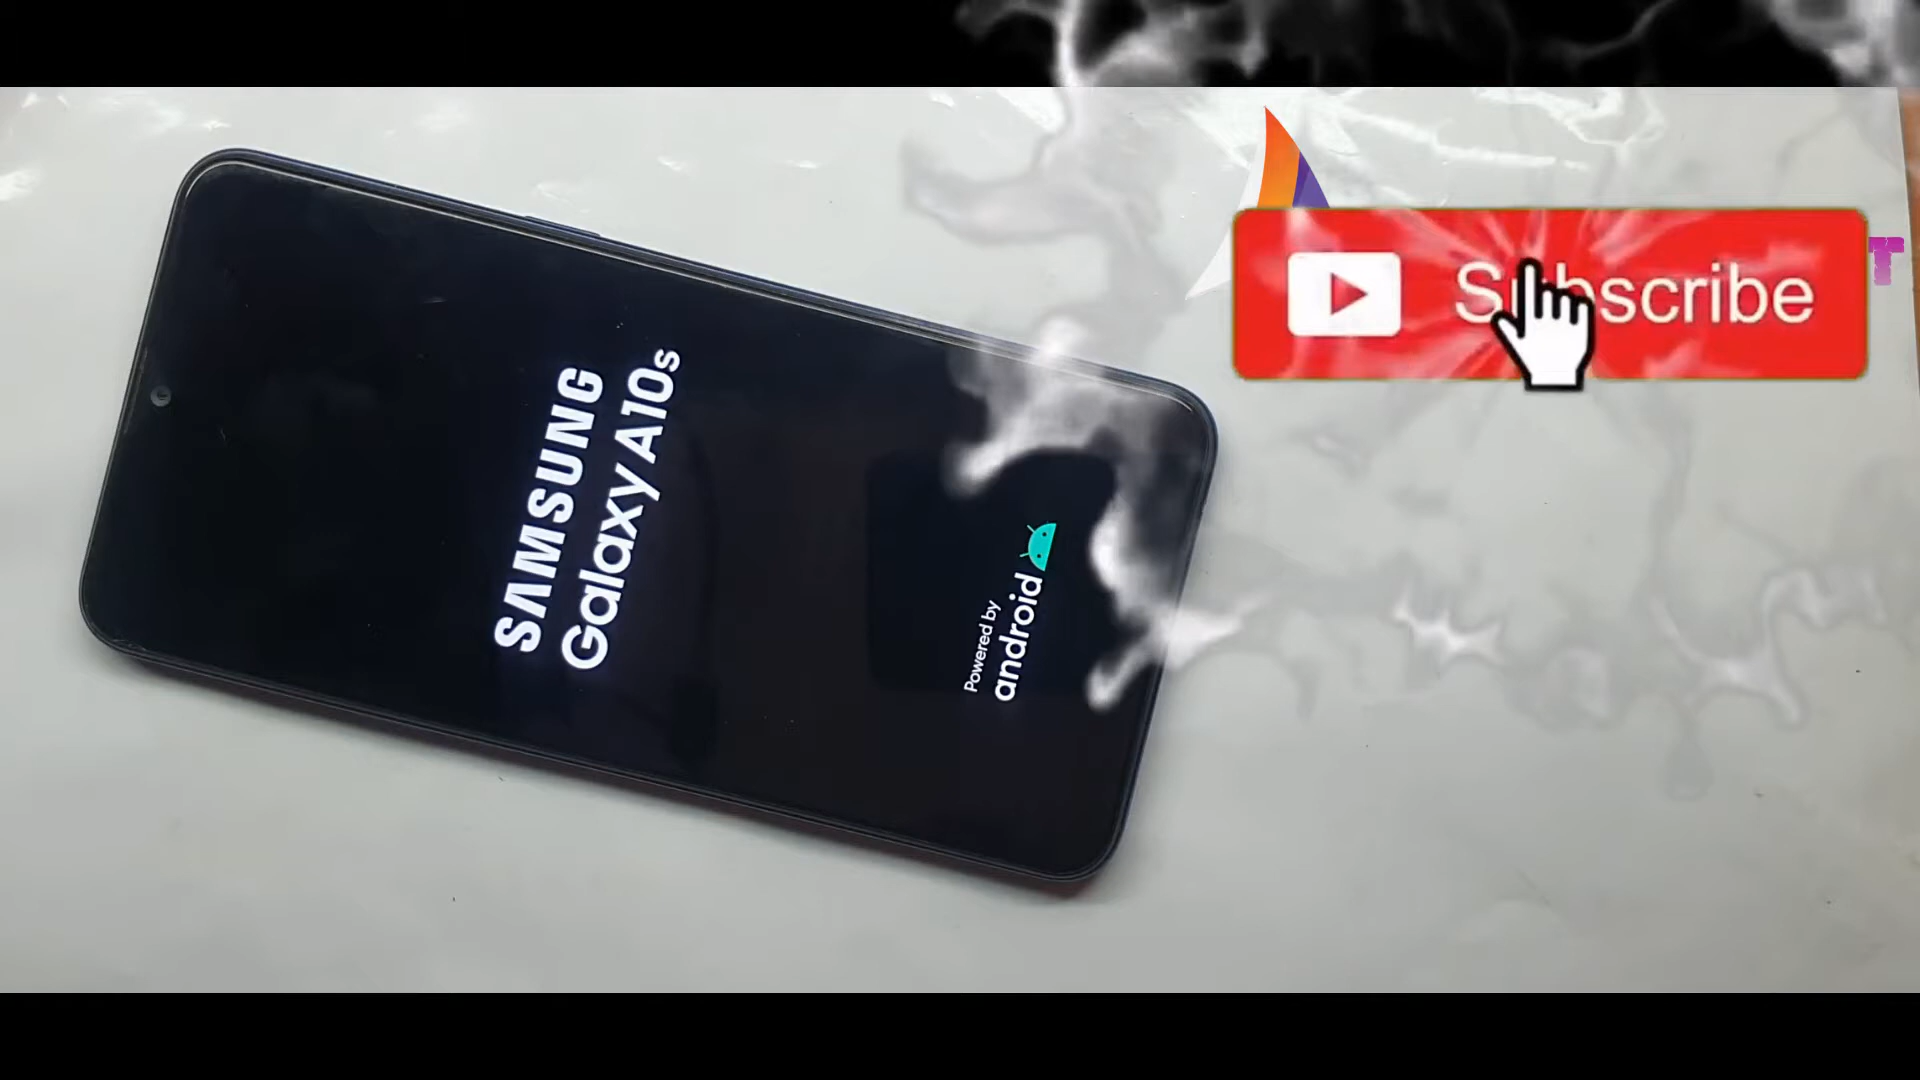 SAMSUNG
Galaxy A10s
Powered by
android
Subscribe
T